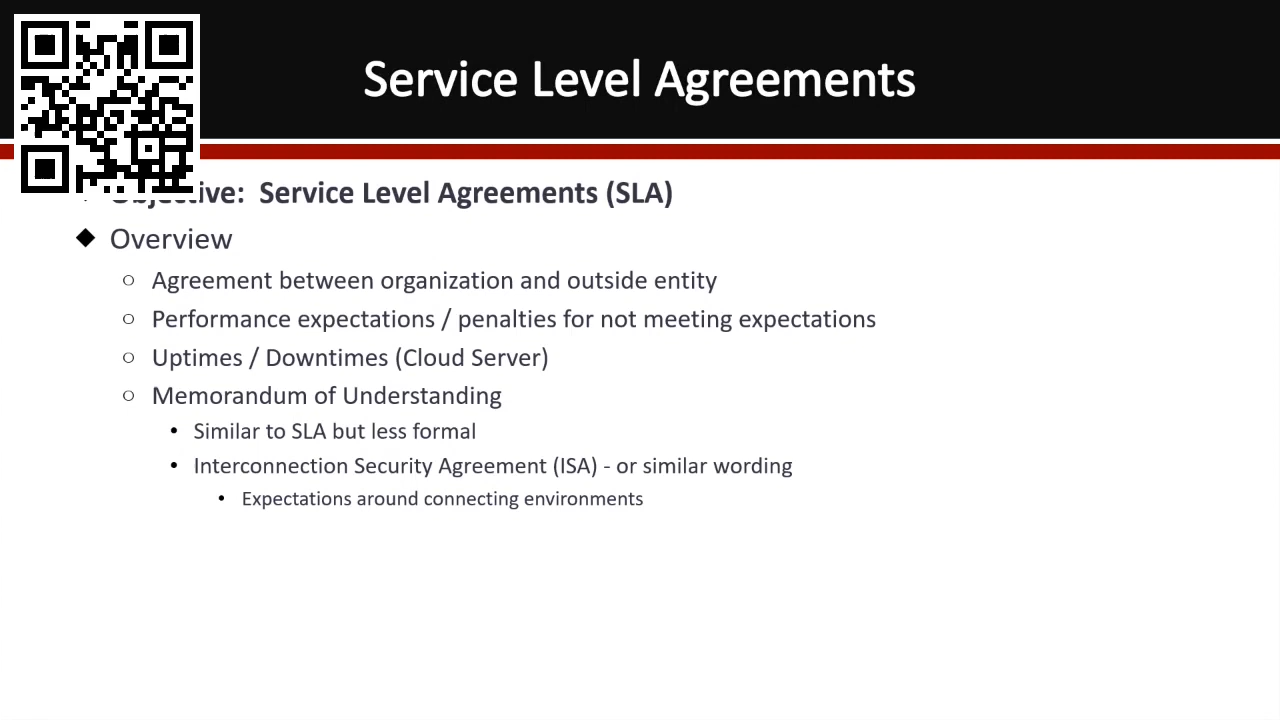 Service Level Agreements
Objective: Service Level Agreements (SLA)
Overview
Agreement between organization and outside entity
Performance expectations / penalties for not meeting expectations
Uptimes / Downtimes (Cloud Server)
Memorandum of Understanding
Similar to SLA but less formal
Interconnection Security Agreement (ISA) - or similar wording
Expectations around connecting environments